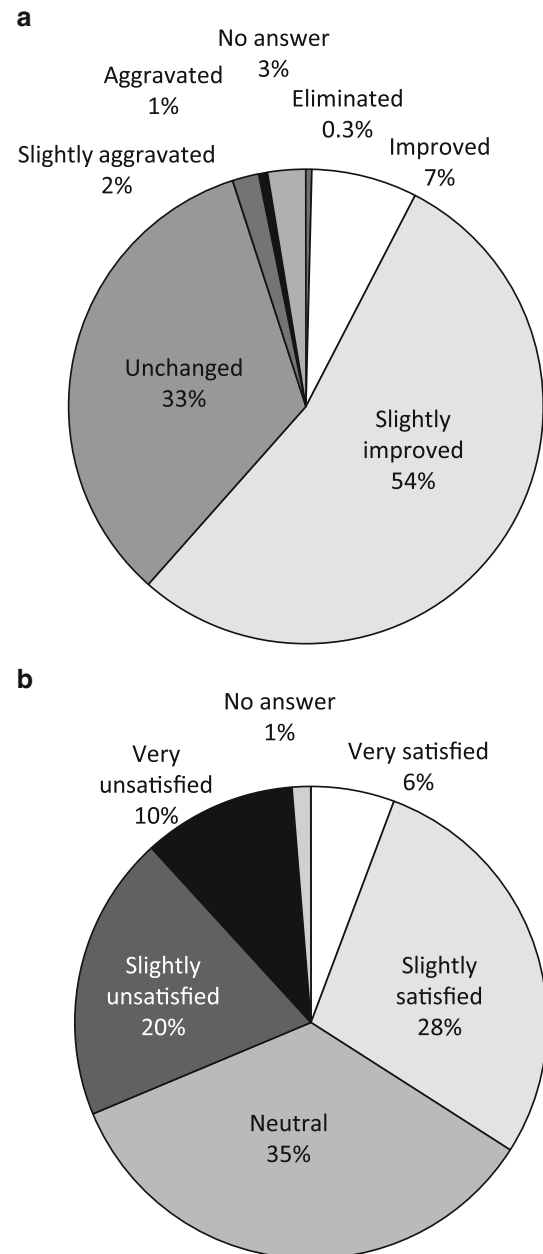 a
No answer
3%
Aggravated
1%
Eliminated
0.3%
Improved
7%
Slightly aggravated
2%
Unchanged
33%
Slightly
improved
54%
b
No answer
1%
Very satisfied
6%
Very
unsatisfied
10%
Slightly
unsatisfied
20%
Slightly
satisfied
28%
Neutral
35%